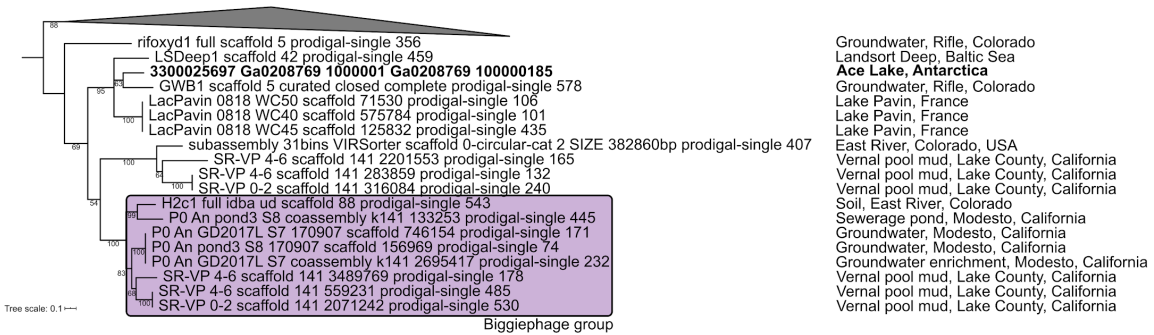 88
rifoxyd1 full scaffold 5 prodigal-single 356 Groundwater, Rifle, Colorado
LSDeep1 scaffold 42 prodigal-single 459 Landsort Deep, Baltic Sea
3300025697 Ga0208769 1000001 Ga0208769 100000185 Ace Lake, Antarctica
63
GWB1 scaffold 5 curated closed complete prodigal-single 578 Groundwater, Rifle, Colorado
95
LacPavin 0818 WC50 scaffold 71530 prodigal-single 106 Lake Pavin, France
LacPavin 0818 WC40 scaffold 575784 prodigal-single 101 Lake Pavin, France
100
LacPavin 0818 WC45 scaffold 125832 prodigal-single 435 Lake Pavin, France
69
subassembly 31bins VIRSorter scaffold 0-circular-cat 2 SIZE 382860bp prodigal-single 407 East River, Colorado, USA
100
SR-VP 4-6 scaffold 141 2201553 prodigal-single 165 Vernal pool mud, Lake County, California
64
SR-VP 4-6 scaffold 141 283859 prodigal-single 132 Vernal pool mud, Lake County, California
100
SR-VP 0-2 scaffold 141 316084 prodigal-single 240 Vernal pool mud, Lake County, California
54
H2c1 full idba ud scaffold 88 prodigal-single 543 Soil, East River, Colorado
99
P0 An pond3 S8 coassembly k141 133253 prodigal-single 445 Sewerage pond, Modesto, California
P0 An GD2017L S7 170907 scaffold 746154 prodigal-single 171 Groundwater, Modesto, California
100
P0 An pond3 S8 170907 scaffold 156969 prodigal-single 74 Groundwater, Modesto, California
100
P0 An GD2017L S7 coassembly k141 2695417 prodigal-single 232 Groundwater enrichment, Modesto, California
83
SR-VP 4-6 scaffold 141 3489769 prodigal-single 178 Vernal pool mud, Lake County, California
68
SR-VP 4-6 scaffold 141 559231 prodigal-single 485 Vernal pool mud, Lake County, California
100
SR-VP 0-2 scaffold 141 2071242 prodigal-single 530 Vernal pool mud, Lake County, California
Tree scale: 0.1
Biggiephage group